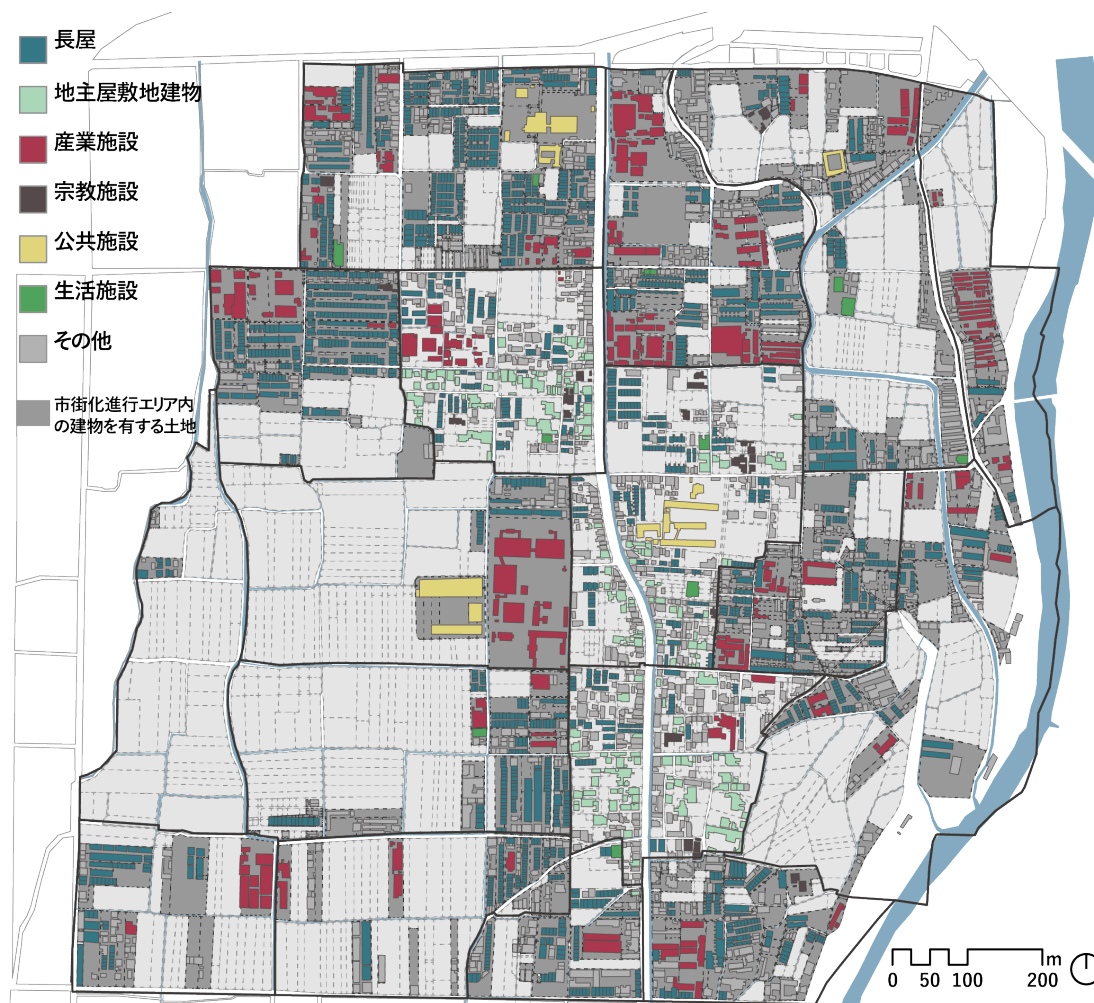 長屋
地主屋敷地建物
産業施設
宗教施設
公共施設
生活施設
その他
市街化進行エリア内
の建物を有する土地
m
0 50 100 200